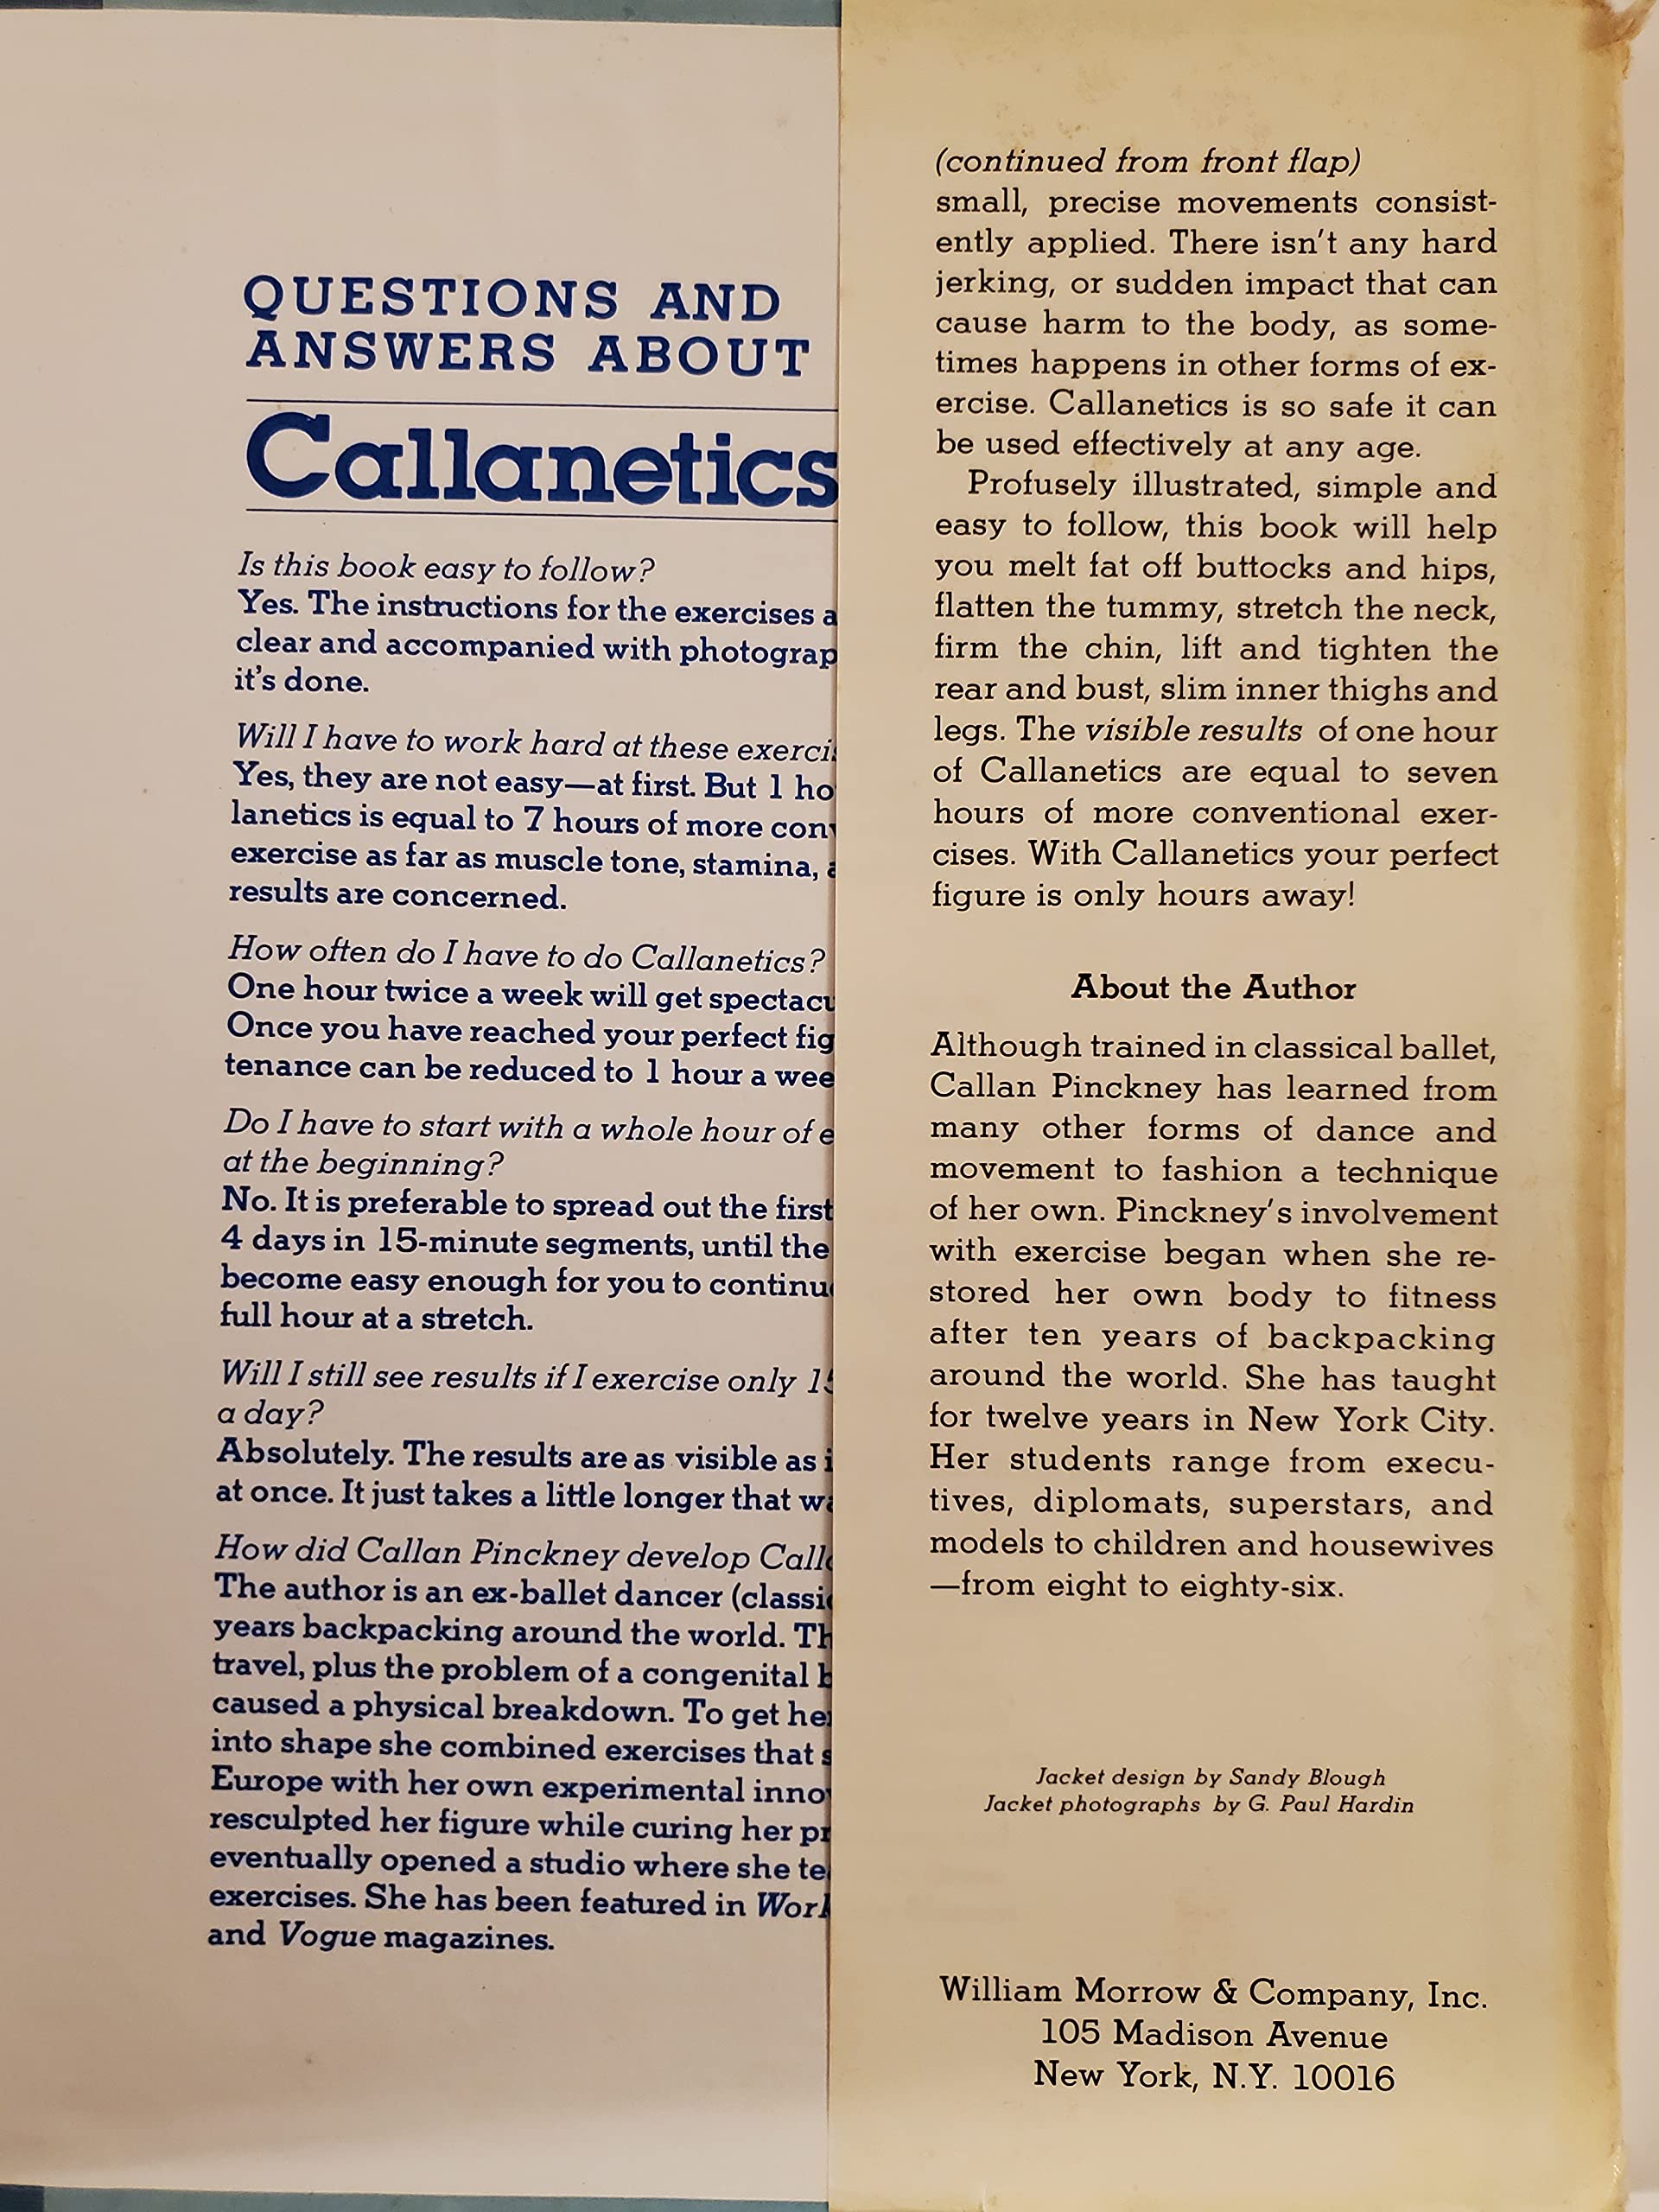 QUESTIONS AND
ANSWERS ABOUT
Callanetics
Is this book easy to follow?
Yes. The instructions for the exercises
clear and accompanied with
it's done.
Will I have to work hard at these
Yes, they are not easy—at first. But 1
lanetics is equal to 7 hours of more
exercise as far as muscle tone, stamina,
results are concerned.
How often do I have to do Callanetics?
One hour twice a week will get
Once you have reached your perfect
tenance can be reduced to 1 hour a
Do I have to start with a whole hour of
at the beginning?
No. It is preferable to spread out the first
4 days in 15-minute segments, until the
become easy enough for you to
full hour at a stretch.
Will I still see results if I exercise only
a day?
Absolutely. The results are as visible as
at once. It just takes a little longer that
How did Callan Pinckney develop
The author is an ex-ballet dancer
years backpacking around the world.
travel, plus the problem of a congenital
caused a physical breakdown. To get
into shape she combined exercises that
Europe with her own experimental
resculpted her figure while curing her
eventually opened a studio where she
exercises. She has been featured in
and Vogue magazines.
(continued from front flap)
small, precise movements consist-
ently applied. There isn't any hard
jerking, or sudden impact that can
cause harm to the body, as some-
times happens in other forms of ex-
ercise. Callanetics is so safe it can
be used effectively at any age.
Profusely illustrated, simple and
easy to follow, this book will help
you melt fat off buttocks and hips,
flatten the tummy, stretch the neck,
firm the chin, lift and tighten the
rear and bust, slim inner thighs and
legs. The visible results of one hour
of Callanetics are equal to seven
hours of more conventional exer-
cises. With Callanetics your perfect
figure is only hours away!
About the Author
Although trained in classical ballet,
Callan Pinckney has learned from
many other forms of dance and
movement to fashion a technique
of her own. Pinckney's involvement
with exercise began when she re-
stored her own body to fitness
after ten years of backpacking
around the world. She has taught
for twelve years in New York City.
Her students range from execu-
tives, diplomats, superstars, and
models to children and housewives
—from eight to eighty-six.
Jacket design by Sandy Blough
Jacket photographs by G. Paul Hardin
William Morrow & Company, Inc.
105 Madison Avenue
New York, N.Y. 10016